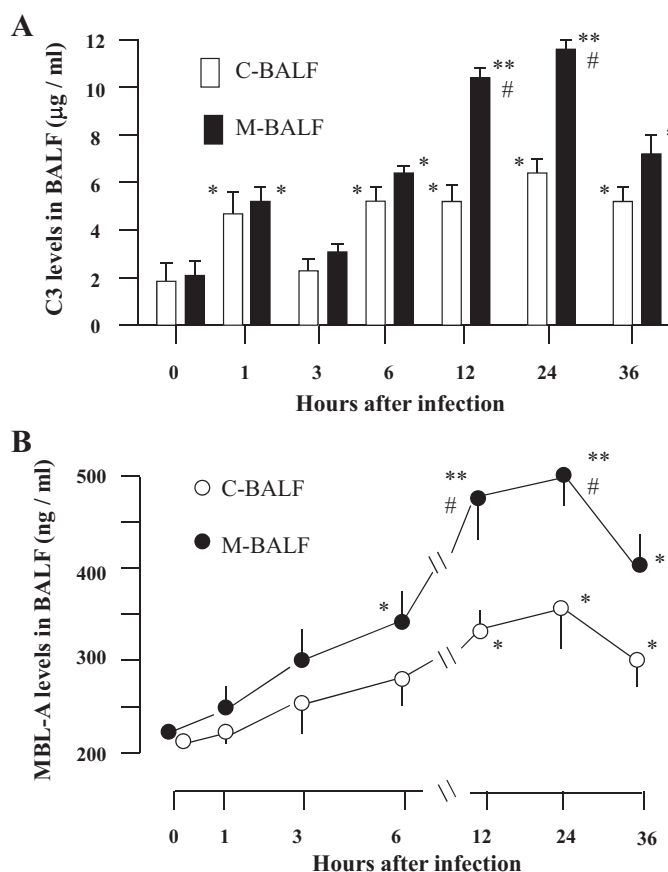 A
C3 levels in BALF (μg / ml)
12
10
8
6
4
2
0
C-BALF
M-BALF
* *
* *
* ** #
* ** #
* *
0 1 3 6 12 24 36
Hours after infection
B
MBL-A levels in BALF (ng / ml)
500
400
300
200
C-BALF
M-BALF
*
** #
** #
*
*
*
*
0 1 3 6 12 24 36
Hours after infection